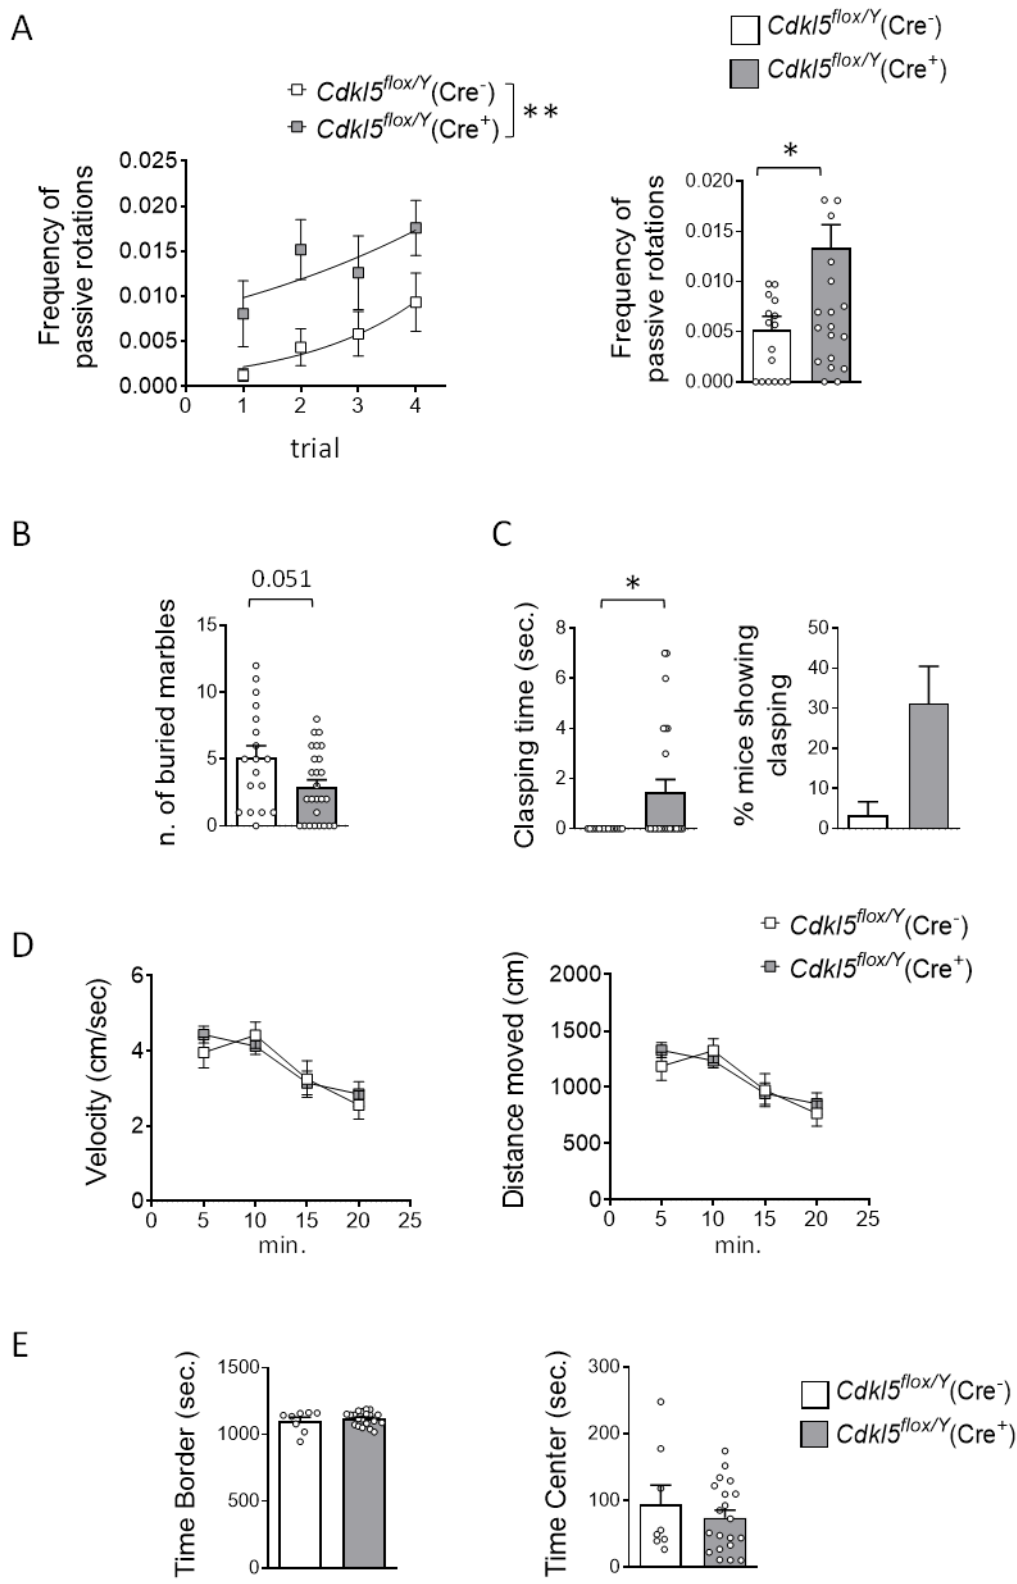 A
Cdkl5flox/Y(Cre-)
Cdkl5flox/Y(Cre+)
Cdkl5flox/Y(Cre-)
Cdkl5flox/Y(Cre+)
**
Frequency of
passive rotations
0.025
0.020
0.015
0.010
0.005
0.000
0 1 2 3 4
trial
*
Frequency of
passive rotations
0.020
0.015
0.010
0.005
0.000
B
0.051
n. of buried marbles
15
10
5
0
C
*
Clasping time (sec.)
8
6
4
2
0
% mice showing
clasping
50
40
30
20
10
0
D
Cdkl5flox/Y(Cre-)
Cdkl5flox/Y(Cre+)
Velocity (cm/sec)
6
4
2
0
0 5 10 15 20 25
min.
Distance moved (cm)
2000
1500
1000
500
0
0 5 10 15 20 25
min.
E
Time Border (sec.)
1500
1000
500
0
Time Center (sec.)
300
200
100
0
Cdkl5flox/Y(Cre-)
Cdkl5flox/Y(Cre+)